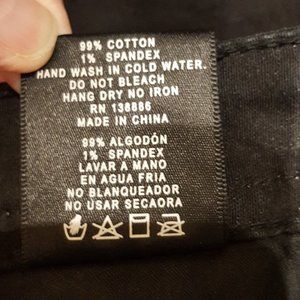 99% COTTON
1% SPANDEX
HAND WASH IN COLD WATER.
DO NOT BLEACH
HANG DRY NO IRON
RN 138886
MADE IN CHINA
99% ALGODÓN
1% SPANDEX
LAVAR A MANO
EN AGUA FRIA
NO BLANQUEADOR
NO USAR SECAORA